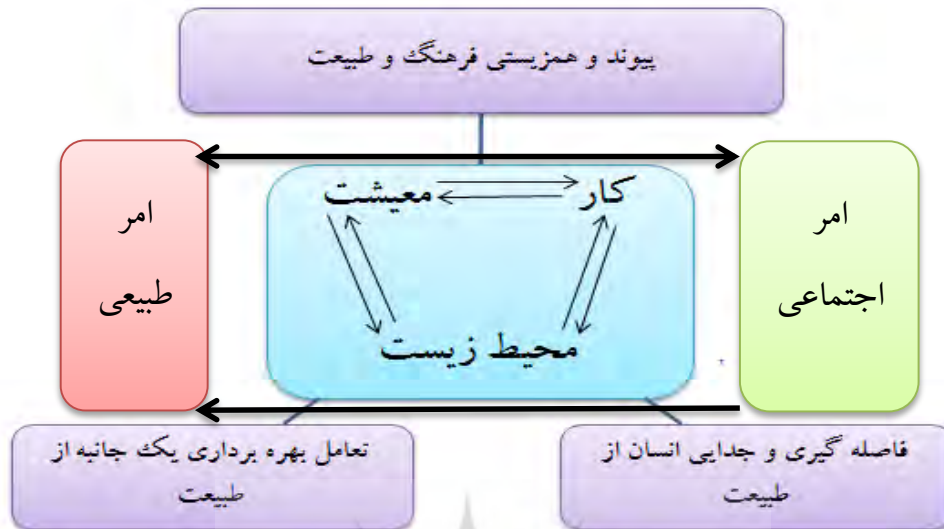 پیوند و همزیستی فرهنگ و طبیعت
امر
اجتماعی
کار
معیشت
محیط زیست
امر
طبیعی
فاصله گیری و جدایی انسان از
طبیعت
تعامل بهره برداری یک جانبه از
طبیعت